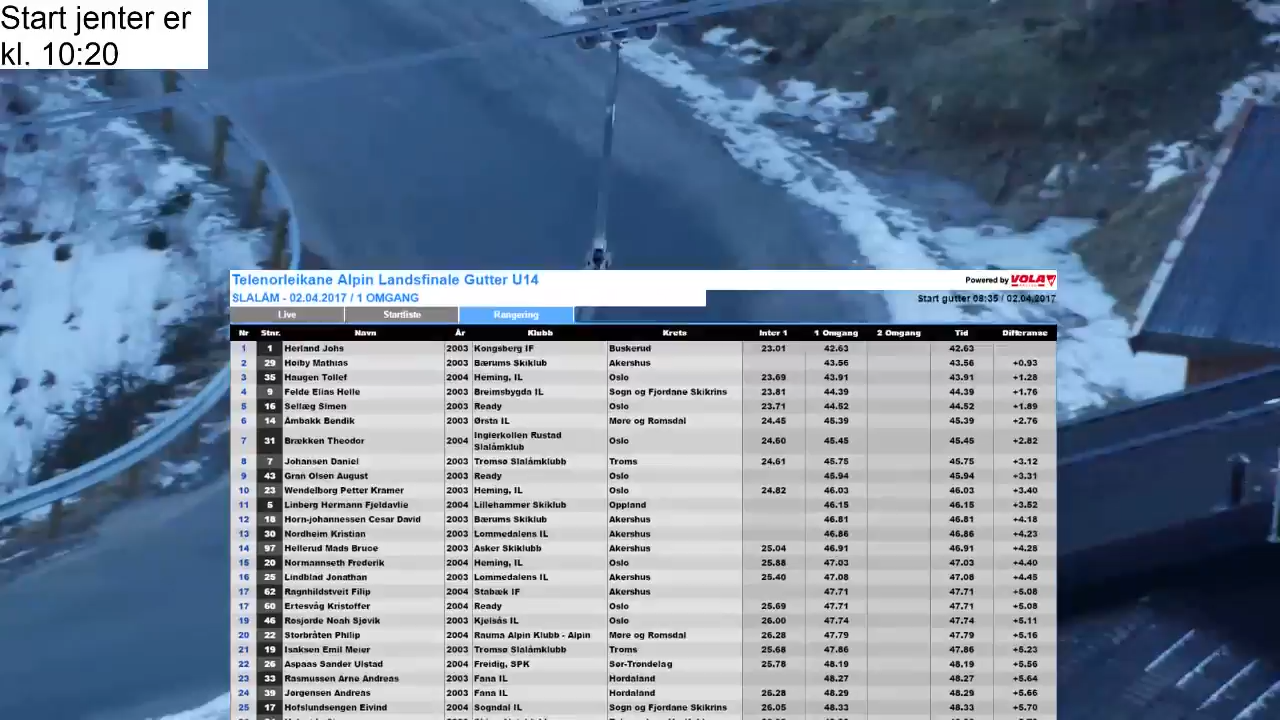 Start jenter er
kl. 10:20
Telenorleikane Alpin Landsfinale Gutter U14
Powered by VOLA
SLALÅM - 02.04.2017 / 1 OMGANG
Start gutter 08:35 / 02.04.2017
Live Startliste Rangering
Nr Stnr. Navn År Klubb Krets Inter 1 1 Omgang 2 Omgang Tid Differanse
1 1 Herland Johs 2003 Kongsberg IF Buskerud 23.01 42.63 42.63
2 29 Høiby Mathias 2003 Bærums Skiklub Akershus 43.56 43.56 +0.93
3 35 Haugen Tollef 2004 Heming, IL Oslo 23.69 43.91 43.91 +1.28
4 9 Felde Elias Helle 2003 Breimsbygda IL Sogn og Fjordane Skikrins 23.81 44.39 44.39 +1.76
5 16 Sellæg Simen 2003 Ready Oslo 23.71 44.52 44.52 +1.89
6 14 Ambakk Bendik 2003 Ørsta IL Møre og Romsdal 24.45 45.39 45.39 +2.76
7 31 Brækken Theodor 2004 Ingierkollen Rustad Slalåmklub Oslo 24.60 45.45 45.45 +2.82
8 7 Johansen Daniel 2003 Tromsø Slalåmklubb Troms 24.61 45.75 45.75 +3.12
9 43 Gran Olsen August 2003 Ready Oslo 45.94 45.94 +3.31
10 23 Wendelborg Petter Kramer 2003 Heming, IL Oslo 24.82 46.03 46.03 +3.40
11 5 Linberg Hermann Fjeldavlie 2004 Lillehammer Skiklub Oppland 46.15 46.15 +3.52
12 18 Horn-johannessen Cesar David 2003 Bærums Skiklub Akershus 46.81 46.81 +4.18
13 30 Nordheim Kristian 2003 Lommedalens IL Akershus 46.86 46.86 +4.23
14 97 Hellerud Mads Bruce 2003 Asker Skiklubb Akershus 25.04 46.91 46.91 +4.28
15 20 Normannseth Frederik 2004 Heming, IL Oslo 25.88 47.03 47.03 +4.40
16 25 Lindblad Jonathan 2003 Lommedalens IL Akershus 25.40 47.08 47.08 +4.45
17 62 Ragnhildstveit Filip 2004 Stabæk IF Akershus 47.71 47.71 +5.08
17 60 Ertesvåg Kristoffer 2004 Ready Oslo 25.69 47.71 47.71 +5.08
19 46 Røsjorde Noah Sjøvik 2003 Kjelsås IL Oslo 26.00 47.74 47.74 +5.11
20 22 Storbråten Philip 2004 Rauma Alpin Klubb - Alpin Møre og Romsdal 26.28 47.79 47.79 +5.16
21 19 Isaksen Emil Meier 2003 Tromsø Slalåmklubb Troms 25.68 47.86 47.86 +5.23
22 26 Aspaas Sander Ulstad 2004 Freidig, SPK Sør-Trøndelag 25.78 48.19 48.19 +5.56
23 33 Rasmussen Arne Andreas 2003 Fana IL Hordaland 48.27 48.27 +5.64
24 39 Jørgensen Andreas 2003 Fana IL Hordaland 26.28 48.29 48.29 +5.66
25 17 Hofslundsengen Eivind 2004 Sogndal IL Sogn og Fjordane Skikrins 26.05 48.33 48.33 +5.70